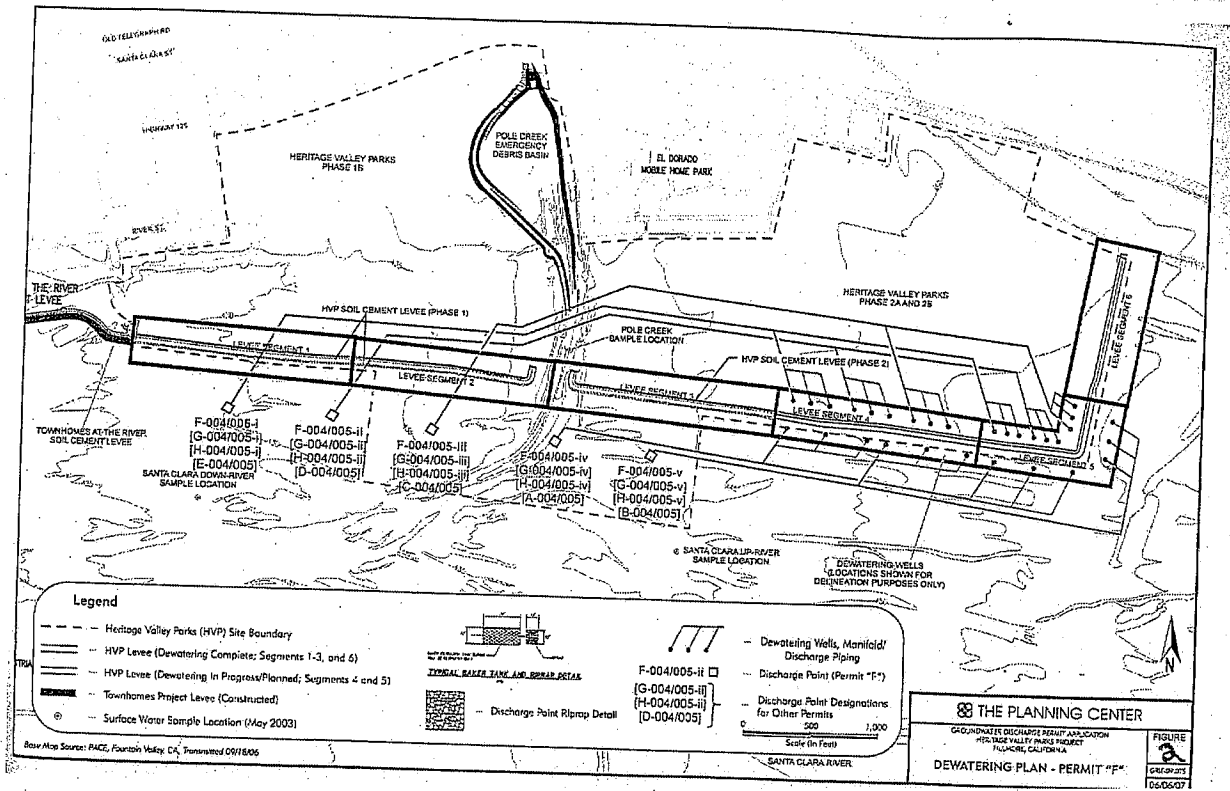 OLD TELEGRAPH RD
SANTA CLARA ST
HIGHWAY 126
HERITAGE VALLEY PARKS
PHASE 1B
POLE CREEK
EMERGENCY
DEBRIS BASIN
EL DORADO
MOBILE HOME PARK
RIVER ST
THE RIVER
T LEVEE
HVP SOIL CEMENT LEVEE (PHASE 1)
HERITAGE VALLEY PARKS
PHASE 2A AND 2B
POLE CREEK
SAMPLE LOCATION
HVP SOIL CEMENT LEVEE (PHASE 2)
LEVEE SEGMENT 1
LEVEE SEGMENT 2
LEVEE SEGMENT 3
LEVEE SEGMENT 4
LEVEE SEGMENT 5
LEVEE SEGMENT 6
TOWNHOMES AT THE RIVER
SOIL CEMENT LEVEE
F-004/005-i
[G-004/005-i]
[H-004/005-i]
[E-004/005]
SANTA CLARA DOWN-RIVER
SAMPLE LOCATION
F-004/005-ii
[G-004/005-ii]
[H-004/005-ii]
[D-004/005]
F-004/005-iii
[G-004/005-iii]
[H-004/005-iii]
[C-004/005]
F-004/005-iv
[G-004/005-iv]
[H-004/005-iv]
[A-004/005]
F-004/005-v
[G-004/005-v]
[H-004/005-v]
[B-004/005]
SANTA CLARA UP-RIVER
SAMPLE LOCATION
DEWATERING WELLS
(LOCATIONS SHOWN FOR
DELINEATION PURPOSES ONLY)
Legend
Heritage Valley Parks (HVP) Site Boundary
HVP Levee (Dewatering Complete; Segments 1-3, and 6)
HVP Levee (Dewatering In Progress/Planned; Segments 4 and 5)
Townhomes Project Levee (Constructed)
Surface Water Sample Location (May 2003)
TYPICAL BAKER TANK AND RIPRAP DETAIL
Discharge Point Riprap Detail
Dewatering Wells, Manifold/
Discharge Piping
F-004/005-ii
Discharge Point (Permit "F")
[G-004/005-ii]
[H-004/005-ii]
[D-004/005]
Discharge Point Designations
for Other Permits
0 500 1,000
Scale (In Feet)
SANTA CLARA RIVER
N
THE PLANNING CENTER
GROUNDWATER DISCHARGE PERMIT APPLICATION
HERITAGE VALLEY PARKS PROJECT
FILLMORE, CALIFORNIA
DEWATERING PLAN - PERMIT "F"
FIGURE
2
06/06/07
Base Map Source: PACE, Fountain Valley, CA, Transmitted 09/18/06